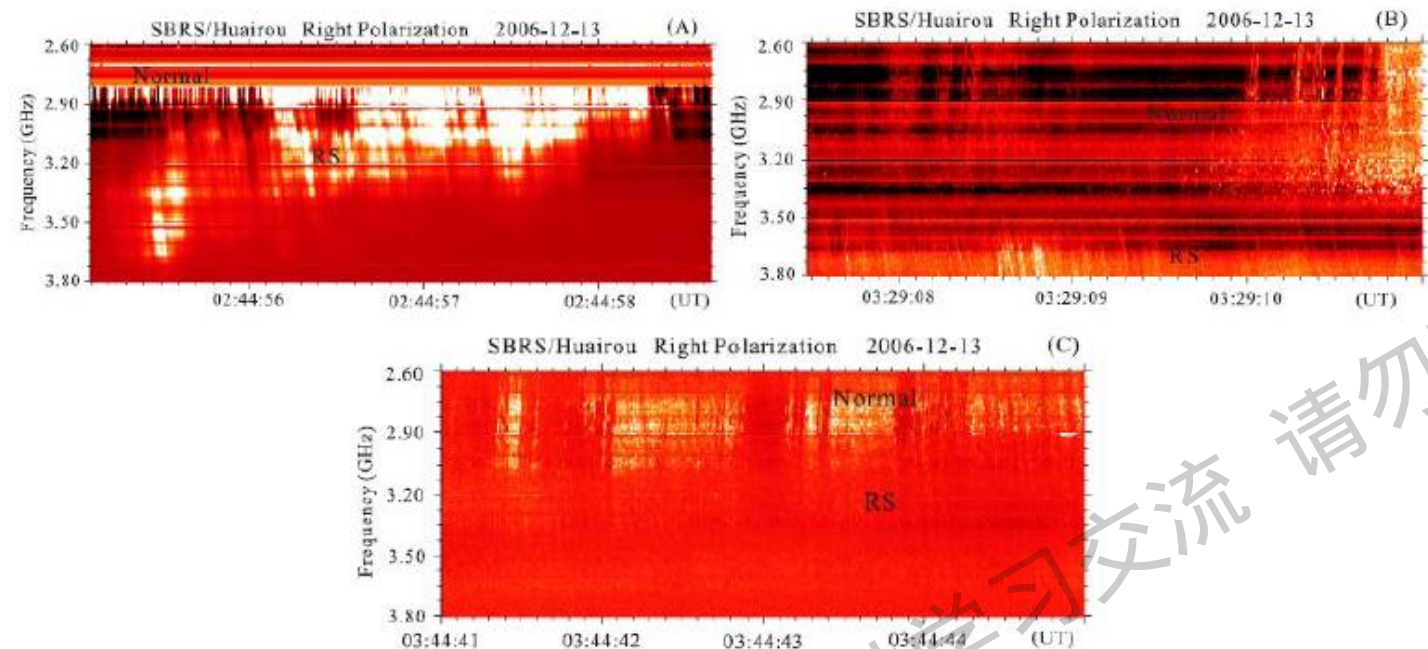 SBRS/Huairou Right Polarization 2006-12-13 (A)
2.60
Normal
2.90
3.20
RS
3.50
3.80
Frequency (GHz)
02:44:56 02:44:57 02:44:58 (UT)
SBRS/Huairou Right Polarization 2006-12-13 (B)
2.60
2.90
Normal
3.20
3.50
RS
3.80
Frequency (GHz)
03:29:08 03:29:09 03:29:10 (UT)
SBRS/Huairou Right Polarization 2006-12-13 (C)
2.60
Normal
2.90
3.20
RS
3.50
3.80
Frequency (GHz)
03:44:41 03:44:42 03:44:43 03:44:44 (UT)
学习交流 请勿